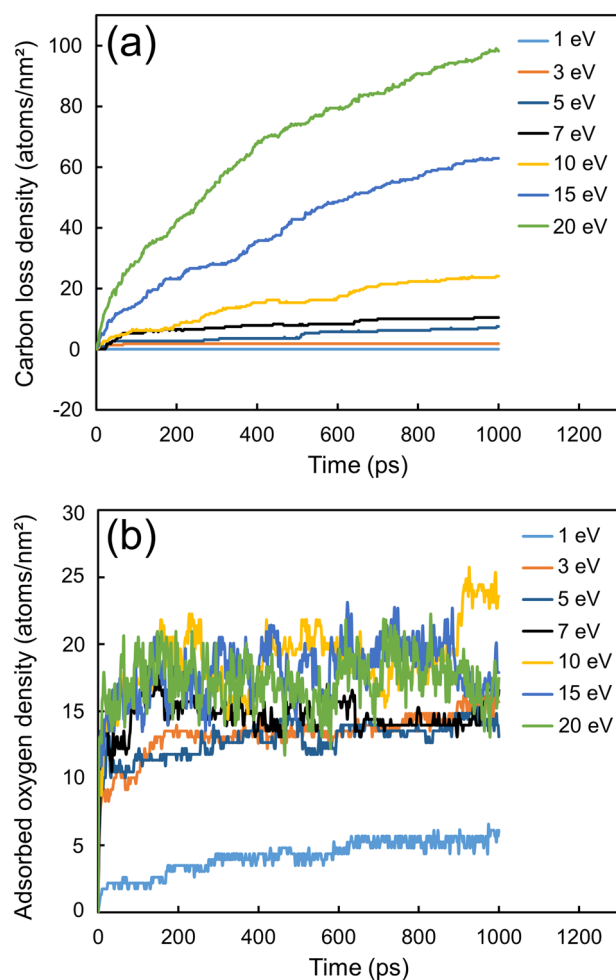 (a)
Carbon loss density (atoms/nm²)
100
80
60
40
20
0
-20
0 200 400 600 800 1000 1200
Time (ps)
1 eV
3 eV
5 eV
7 eV
10 eV
15 eV
20 eV
(b)
Adsorbed oxygen density (atoms/nm²)
30
25
20
15
10
5
0
0 200 400 600 800 1000 1200
Time (ps)
1 eV
3 eV
5 eV
7 eV
10 eV
15 eV
20 eV